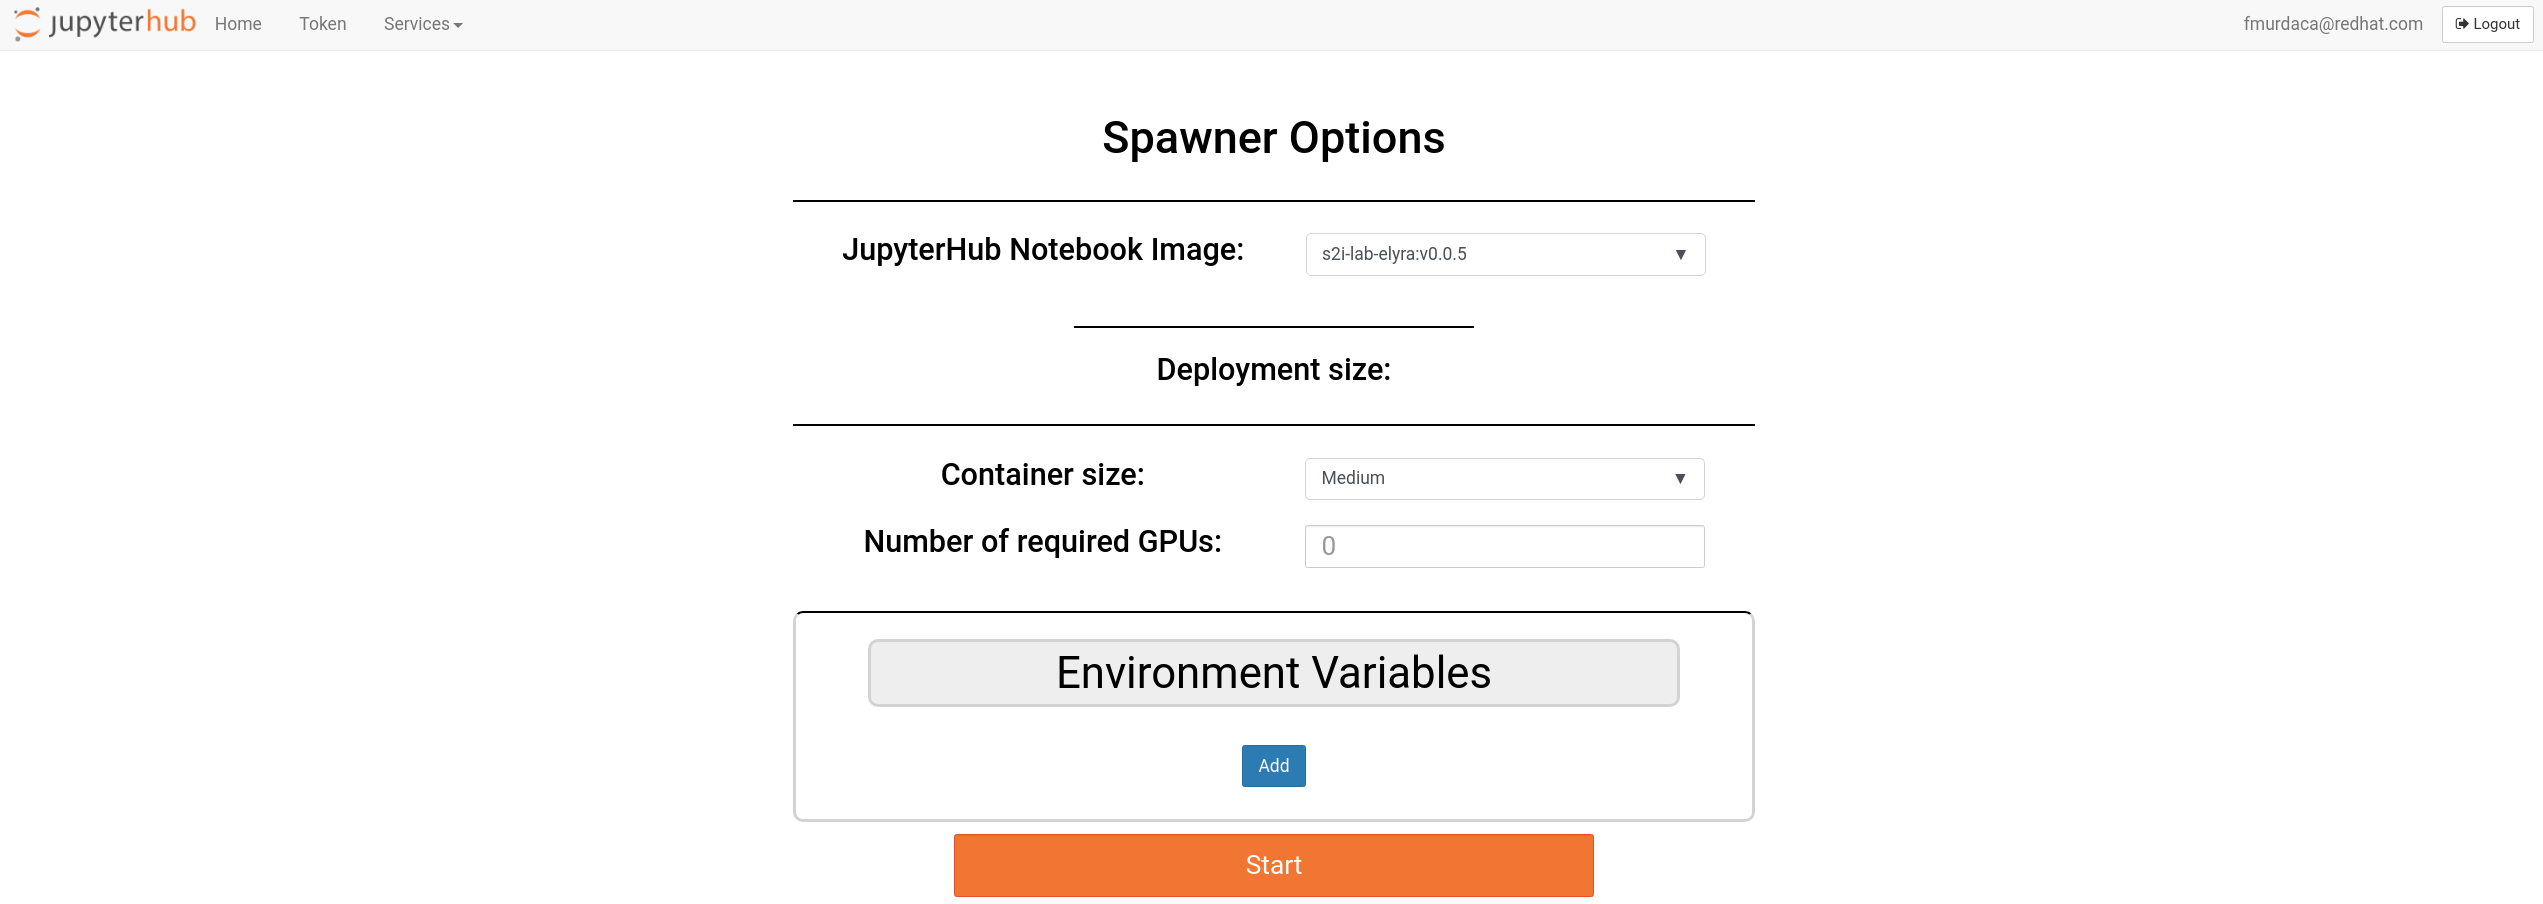 jupyterhub Home Token Services fmurdaca@redhat.com Logout
Spawner Options
JupyterHub Notebook Image: s2i-lab-elyra:v0.0.5
Deployment size:
Container size: Medium
Number of required GPUs: 0
Environment Variables
Add
Start